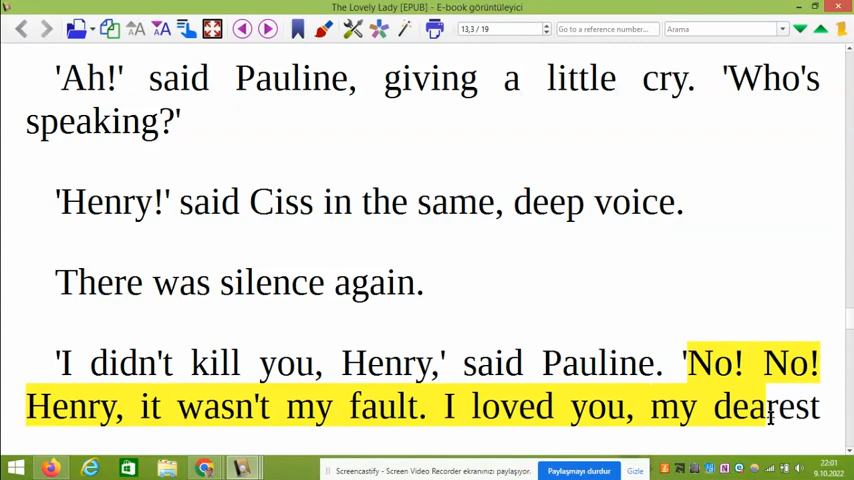 The Lovely Lady [EPUB] - E-book görüntüleyici
13,3 / 19
Go to a reference number...
Arama
'Ah!' said Pauline, giving a little cry. 'Who's
speaking?'
'Henry!' said Ciss in the same, deep voice.
There was silence again.
'I didn't kill you, Henry,' said Pauline. 'No! No!
Henry, it wasn't my fault. I loved you, my dearest
Screencastify - Screen Video Recorder ekranınızı paylaşıyor.
Paylaşmayı durdur
Gizle
22:01
9.10.2022